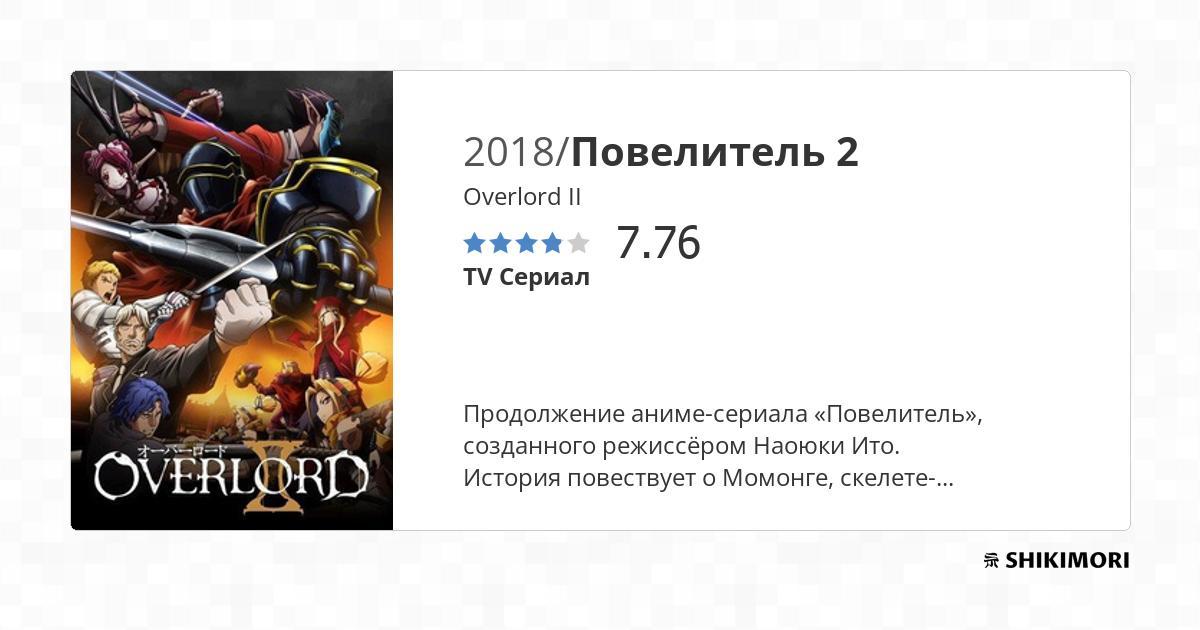 2018/Повелитель 2
Overlord II
7.76
TV Сериал
Продолжение аниме-сериала «Повелитель»,
созданного режиссёром Наоюки Ито.
История повествует о Момонге, скелете-...
オーバーロード
OVERLORD
II
SHIKIMORI